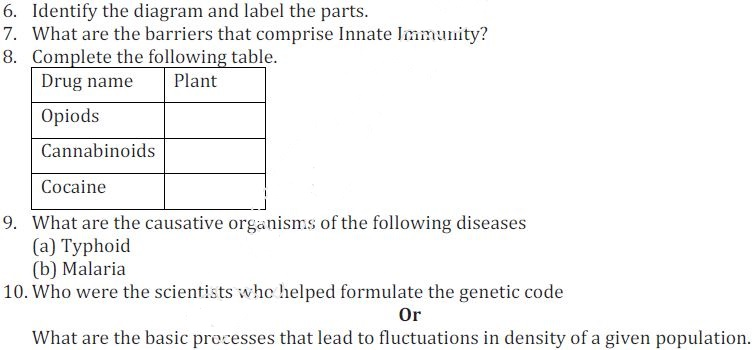 6. Identify the diagram and label the parts.
7. What are the barriers that comprise Innate Immunity?
8. Complete the following table.
Drug name Plant
Opiods
Cannabinoids
Cocaine
9. What are the causative organisms of the following diseases
(a) Typhoid
(b) Malaria
10. Who were the scientists who helped formulate the genetic code
Or
What are the basic processes that lead to fluctuations in density of a given population.